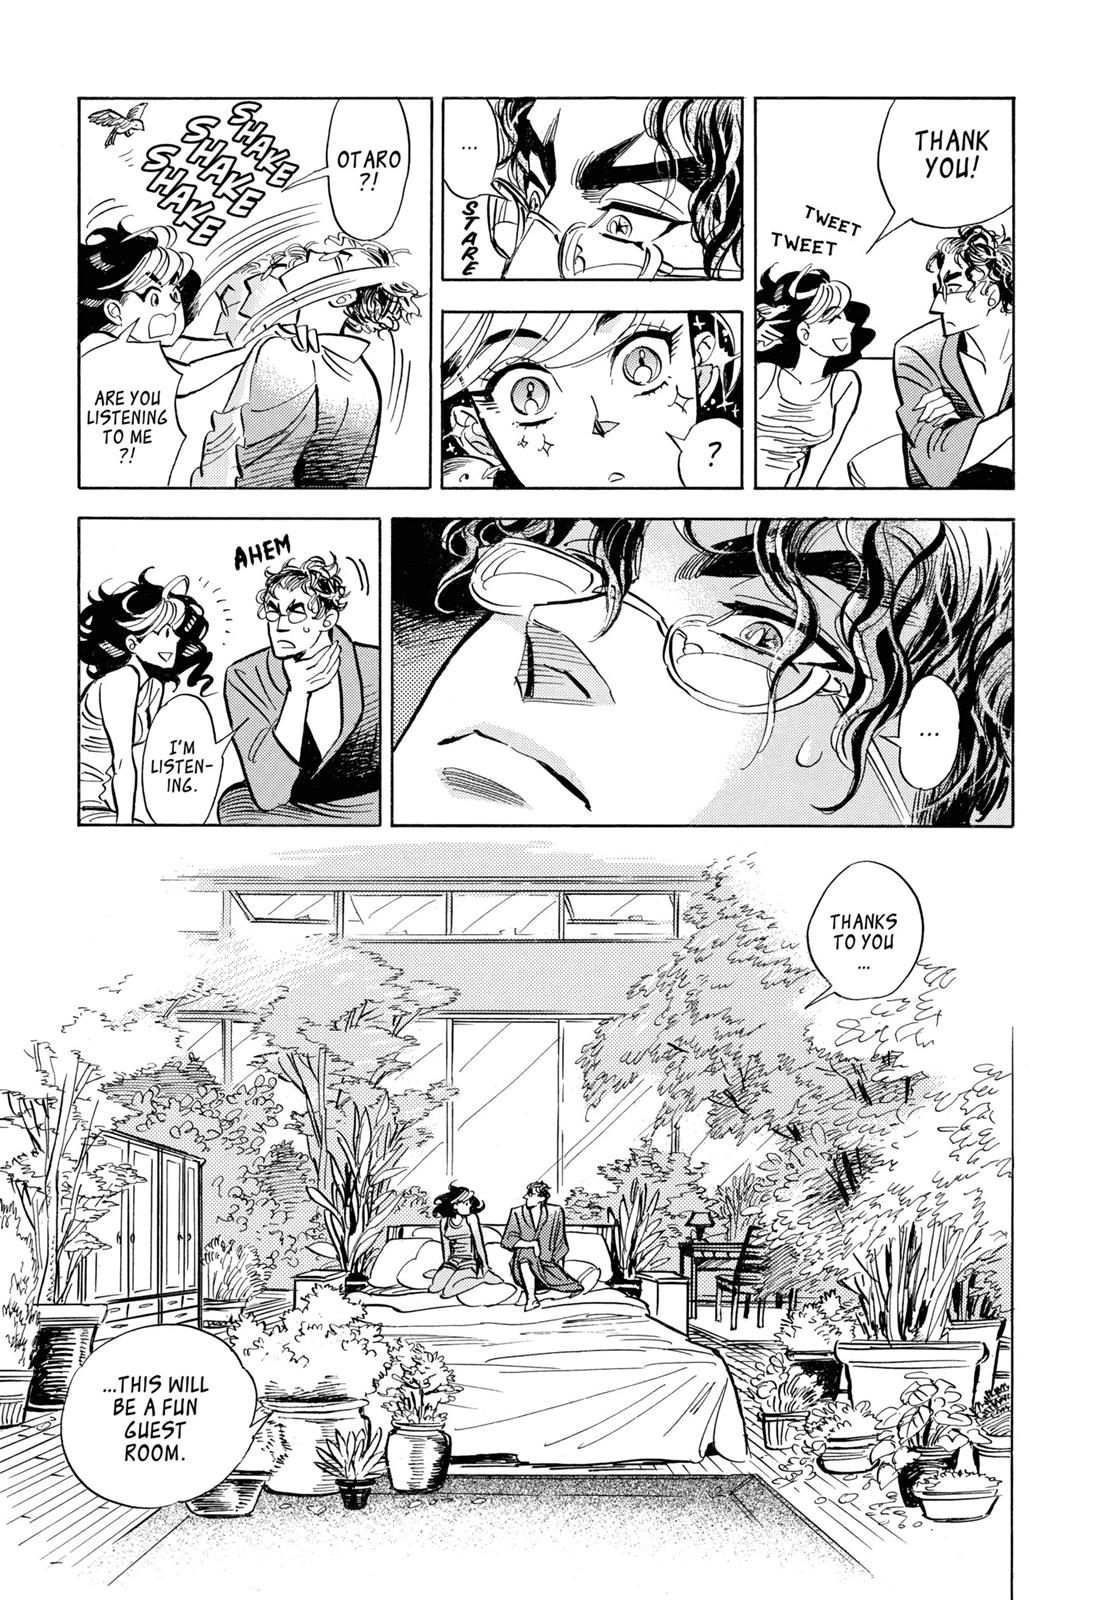 THANK
YOU!
TWEET
TWEET
...
STARE
?
OTARO
?!
SHAKE
SHAKE
SHAKE
ARE YOU
LISTENING
TO ME
?!
...
AHEM
I'M
LISTEN-
ING.
THANKS
TO YOU
...
...THIS WILL
BE A FUN
GUEST
ROOM.